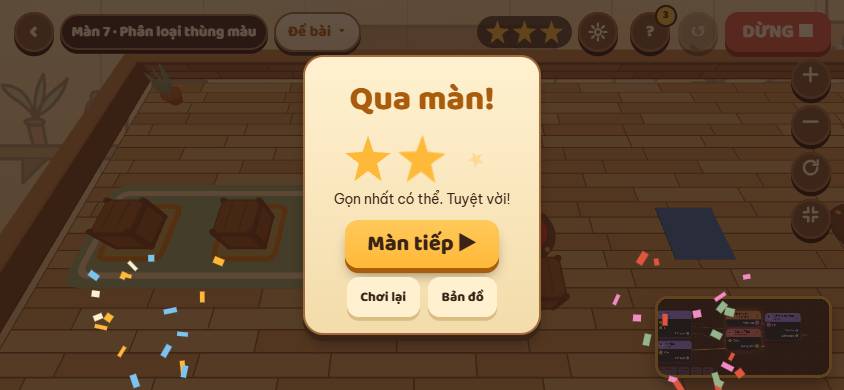 Màn 7 · Phân loại thùng màu
Đề bài
?
3
DỪNG
Qua màn!
Gọn nhất có thể. Tuyệt vời!
Màn tiếp
Chơi lại
Bản đồ